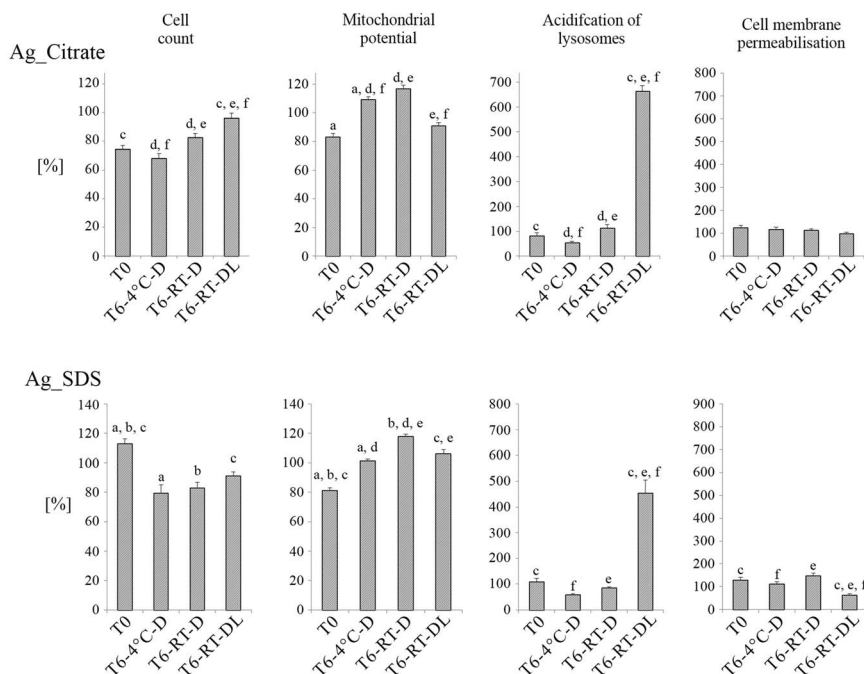 Cell
count
Mitochondrial
potential
Acidifcation of
lysosomes
Cell membrane
permeabilisation
Ag_Citrate
[%]
120
100
80
60
40
20
0
c
d, f
d, e
c, e, f
T0
T6-4°C-D
T6-RT-D
T6-RT-DL
120
100
80
60
40
20
0
a
a, d, f
d, e
e, f
T0
T6-4°C-D
T6-RT-D
T6-RT-DL
700
600
500
400
300
200
100
0
c
d, f
d, e
c, e, f
T0
T6-4°C-D
T6-RT-D
T6-RT-DL
800
700
600
500
400
300
200
100
0
T0
T6-4°C-D
T6-RT-D
T6-RT-DL
Ag_SDS
[%]
140
120
100
80
60
40
20
0
a, b, c
a
b
c
T0
T6-4°C-D
T6-RT-D
T6-RT-DL
140
120
100
80
60
40
20
0
a, b, c
a, d
b, d, e
c, e
T0
T6-4°C-D
T6-RT-D
T6-RT-DL
800
700
600
500
400
300
200
100
0
c
f
e
c, e, f
T0
T6-4°C-D
T6-RT-D
T6-RT-DL
900
800
700
600
500
400
300
200
100
0
c
f
e
c, e, f
T0
T6-4°C-D
T6-RT-D
T6-RT-DL